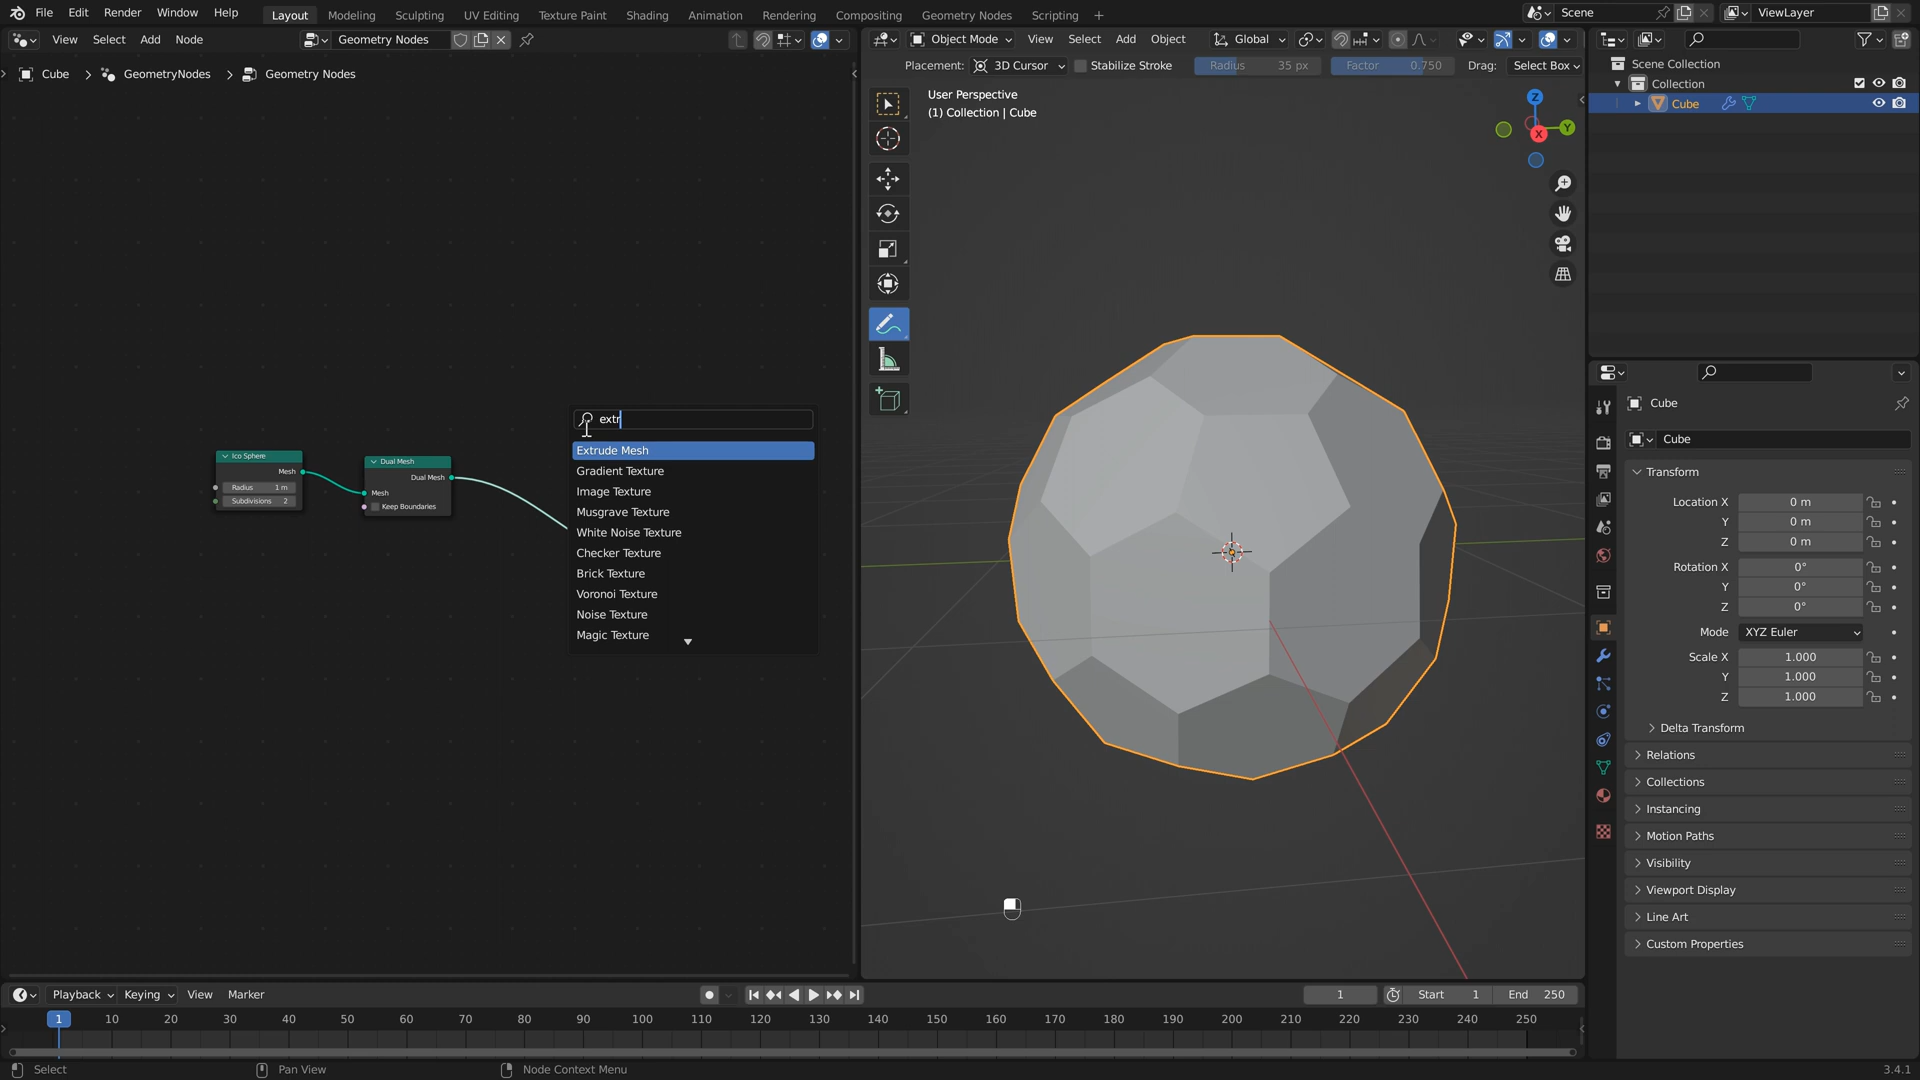 File Edit Render Window Help
Layout Modeling Sculpting UV Editing Texture Paint Shading Animation Rendering Compositing Geometry Nodes Scripting +
Scene
ViewLayer
View Select Add Node
Geometry Nodes
Object Mode View Select Add Object
Global
Cube > GeometryNodes > Geometry Nodes
Placement: 3D Cursor Stabilize Stroke Radius 35 px Factor 0.750 Drag: Select Box
User Perspective
(1) Collection | Cube
Z
Y
X
Scene Collection
Collection
Cube
extr
Extrude Mesh
Gradient Texture
Image Texture
Musgrave Texture
White Noise Texture
Checker Texture
Brick Texture
Voronoi Texture
Noise Texture
Magic Texture
Ico Sphere
Mesh
Radius 1 m
Subdivisions 2
Dual Mesh
Dual Mesh
Mesh
Keep Boundaries
Cube
Cube
Transform
Location X 0 m
Y 0 m
Z 0 m
Rotation X 0°
Y 0°
Z 0°
Mode XYZ Euler
Scale X 1.000
Y 1.000
Z 1.000
Delta Transform
Relations
Collections
Instancing
Motion Paths
Visibility
Viewport Display
Line Art
Custom Properties
Playback Keying View Marker
1 Start 1 End 250
1 10 20 30 40 50 60 70 80 90 100 110 120 130 140 150 160 170 180 190 200 210 220 230 240 250
Select Pan View Node Context Menu 3.4.1